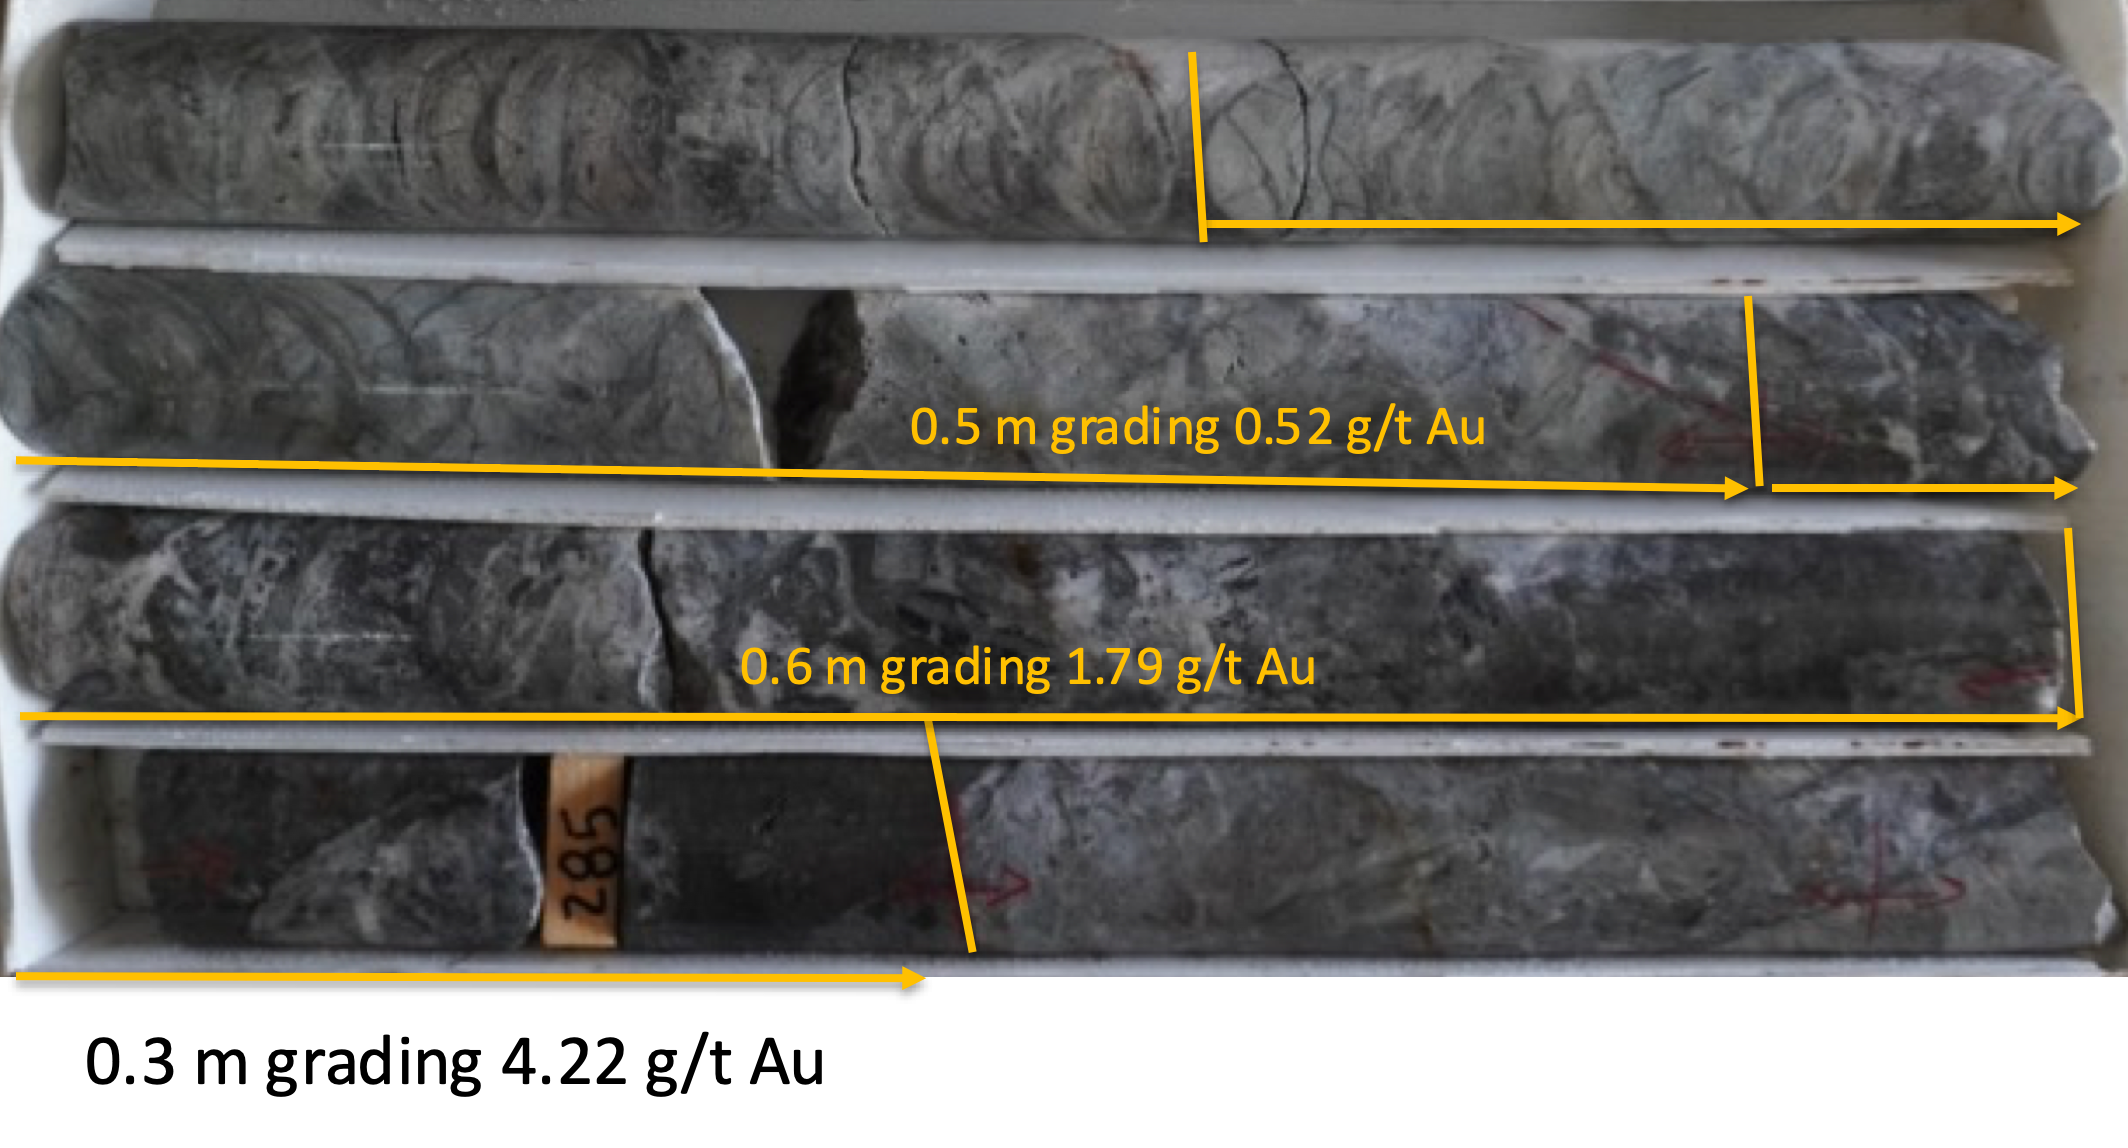 0.5 m grading 0.52 g/t Au
0.6 m grading 1.79 g/t Au
285
0.3 m grading 4.22 g/t Au